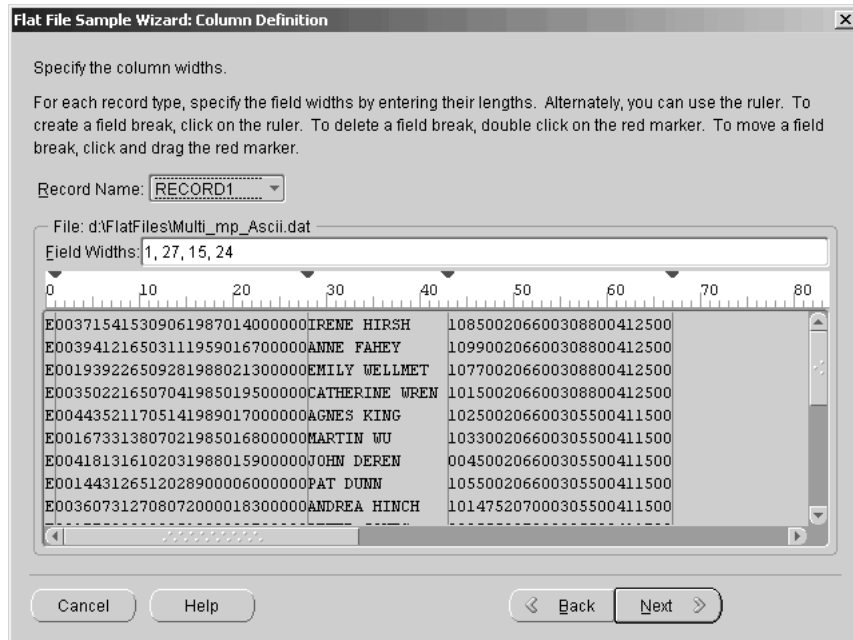 Flat File Sample Wizard: Column Definition
Specify the column widths.
For each record type, specify the field widths by entering their lengths. Alternately, you can use the ruler. To
create a field break, click on the ruler. To delete a field break, double click on the red marker. To move a field
break, click and drag the red marker.
Record Name: RECORD1
File: d:\FlatFiles\Multi_mp_Ascii.dat
Field Widths: 1, 27, 15, 24
0 10 20 30 40 50 60 70 80
E003715415309061987014000000IRENE HIRSH 108500206600308800412500
E003941216503111959016700000ANNE FAHEY 109900206600308800412500
E001939226509281988021300000EMILY WELLMET 107700206600308800412500
E003502216507041985019500000CATHERINE WREN 101500206600308800412500
E004435211705141989017000000AGNES KING 102500206600305500411500
E001673313807021985016800000MARTIN WU 103300206600305500411500
E004181316102031988015900000JOHN DEREN 004500206600305500411500
E001443126512028900006000000PAT DUNN 105500206600305500411500
E003607312708072000018300000ANDREA HINCH 101475207000305500411500
Cancel Help Back Next